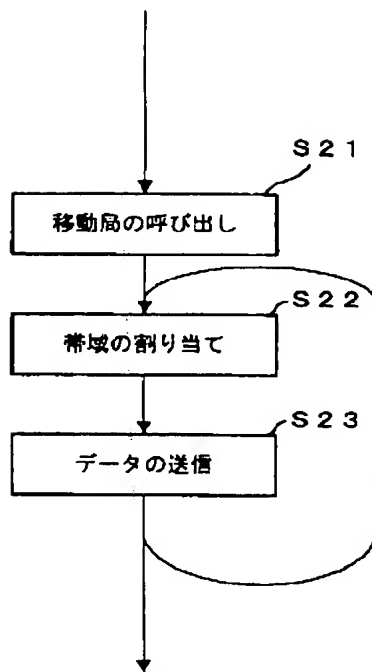 S21
移動局の呼び出し
S22
帯域の割り当て
S23
データの送信